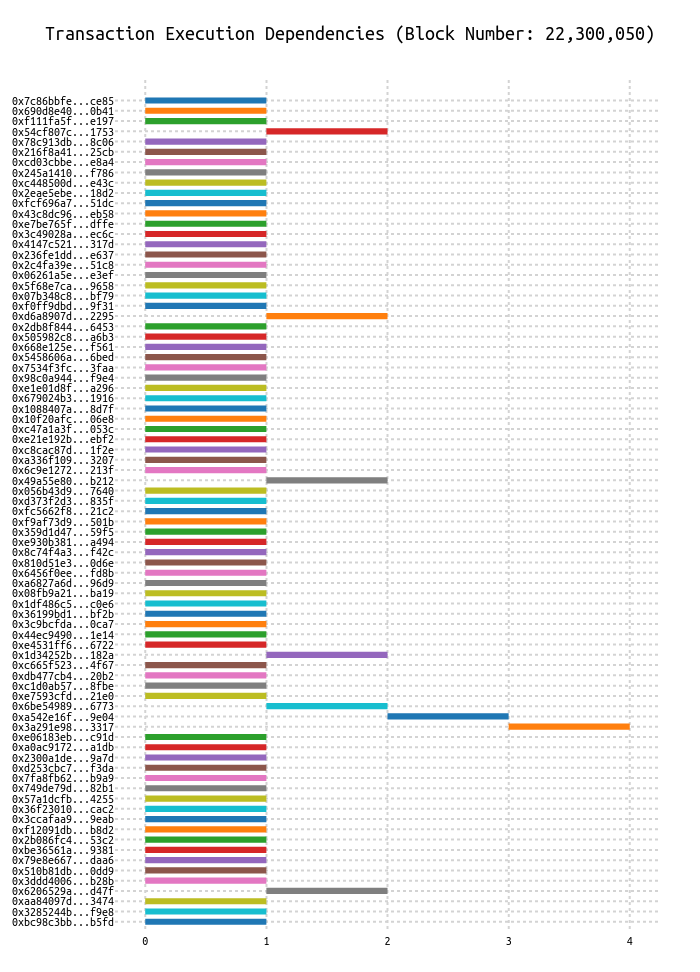 Transaction Execution Dependencies (Block Number: 22,300,050)
0x7c86bbfe...ce85
0x690d8e40...0b41
0xf111fa5f...e197
0x54cf807c...1753
0x78c913db...8c06
0x216f8a41...25cb
0xcd03cbbe...e8a4
0x245a1410...f786
0xc448500d...e43c
0x2eae5ebe...18d2
0xfcf696a7...51dc
0x43c8dc96...eb58
0xe7be765f...dffe
0x3c49028a...ec6c
0x4147c521...317d
0x236fe1dd...e637
0x2c4fa39e...51c8
0x06261a5e...e3ef
0x5f68e7ca...9658
0x07b348c8...bf79
0xf0ff9dbd...9f31
0xd6a8907d...2295
0x2db8f844...6453
0x505982c8...a6b3
0x668e125e...f561
0x5458606a...6bed
0x7534f3fc...3faa
0x98c0a944...f9e4
0xe1e01d8f...a296
0x679024b3...1916
0x1088407a...8d7f
0x10f20afc...06e8
0xc47a1a3f...053c
0xe21e192b...ebf2
0xc8cac87d...1f2e
0xa336f109...3207
0x6c9e1272...213f
0x49a55e80...b212
0x056b43d9...7640
0xd373f2d3...835f
0xfc5662f8...21c2
0xf9af73d9...501b
0x359d1d47...59f5
0xe930b381...a494
0x8c74f4a3...f42c
0x810d51e3...0d6e
0x6456f0ee...fd8b
0xa6827a6d...96d9
0x08fb9a21...ba19
0x1df486c5...c0e6
0x36199bd1...bf2b
0x3c9bcfda...0ca7
0x44ec9490...1e14
0xe4531ff6...6722
0x1d34252b...182a
0xc665f523...4f67
0xdb477cb4...20b2
0xc1d0ab57...8fbe
0xe7593cfd...21e0
0x6be54989...6773
0xa542e16f...9e04
0x3a291e98...3317
0xe06183eb...c91d
0xa0ac9172...a1db
0x2300a1de...9a7d
0xd253cbc7...f3da
0x7fa8fb62...b9a9
0x749de79d...82b1
0x57a1dcfb...4255
0x36f23010...cac2
0x3ccafaa9...9eab
0xf12091db...b8d2
0x2b086fc4...53c2
0xbe36561a...9381
0x79e8e667...daa6
0x510b81db...0dd9
0x3ddd4006...b28b
0x6206529a...d47f
0xaa84097d...3474
0x3285244b...f9e8
0xbc98c3bb...b5fd
0 1 2 3 4